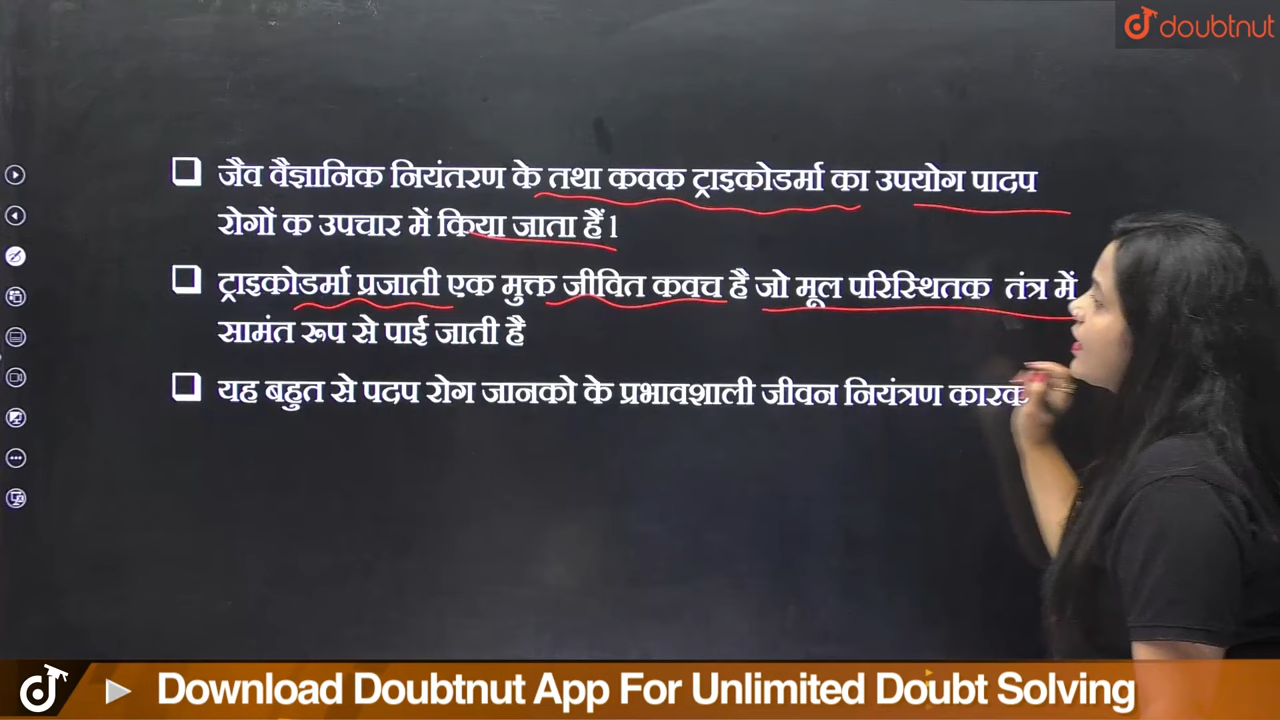 doubtnut
जैव वैज्ञानिक नियंतरण के तथा कवक ट्राइकोडर्मा का उपयोग पादप
रोगों क उपचार में किया जाता हैं।
ट्राइकोडर्मा प्रजाती एक मुक्त जीवित कवच है जो मूल परिस्थितक तंत्र में
सामंत रूप से पाई जाती है
यह बहुत से पदप रोग जानको के प्रभावशाली जीवन नियंत्रण कारक
Download Doubtnut App For Unlimited Doubt Solving